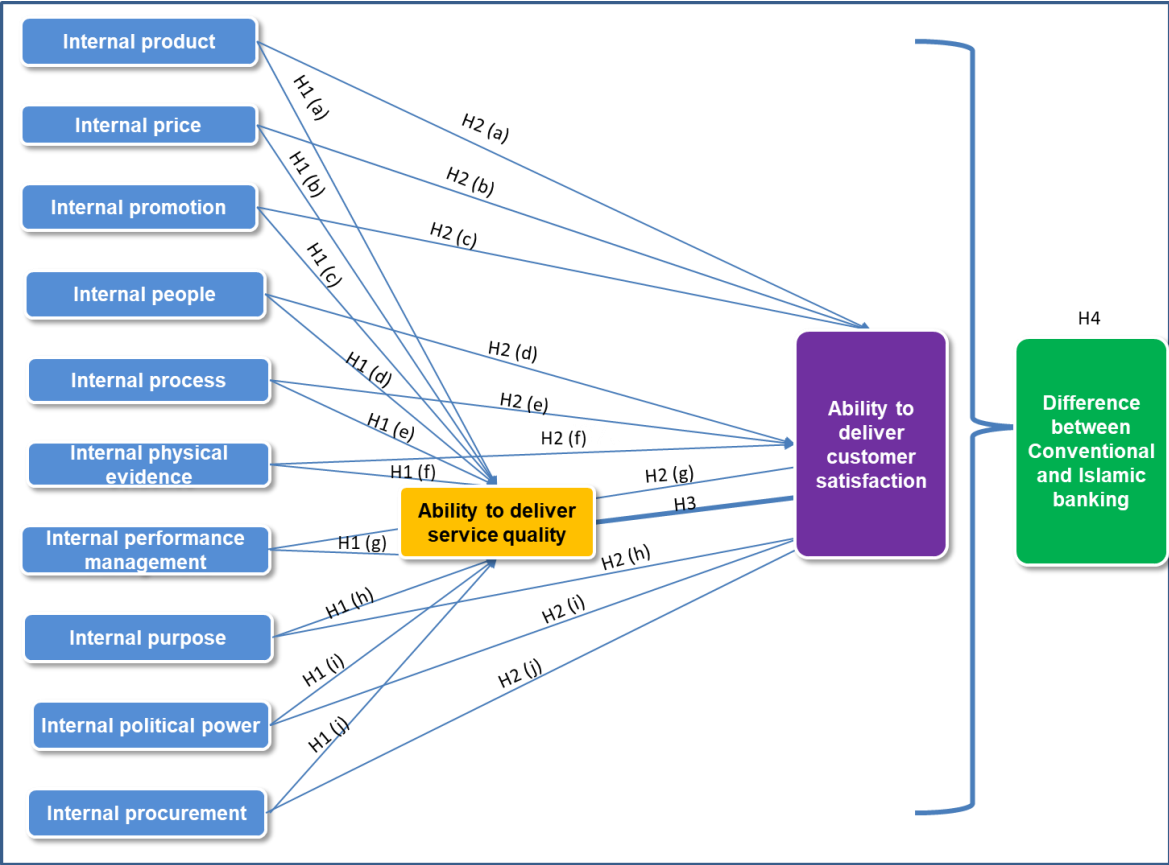 Internal product
Internal price
Internal promotion
Internal people
Internal process
Internal physical
evidence
Internal performance
management
Internal purpose
Internal political power
Internal procurement
H1 (a)
H1 (b)
H1 (c)
H1 (d)
H1 (e)
H1 (f)
H1 (g)
H1 (h)
H1 (i)
H1 (j)
Ability to deliver
service quality
H2 (a)
H2 (b)
H2 (c)
H2 (d)
H2 (e)
H2 (f)
H2 (g)
H3
H2 (h)
H2 (i)
H2 (j)
Ability to
deliver
customer
satisfaction
H4
Difference
between
Conventional
and Islamic
banking